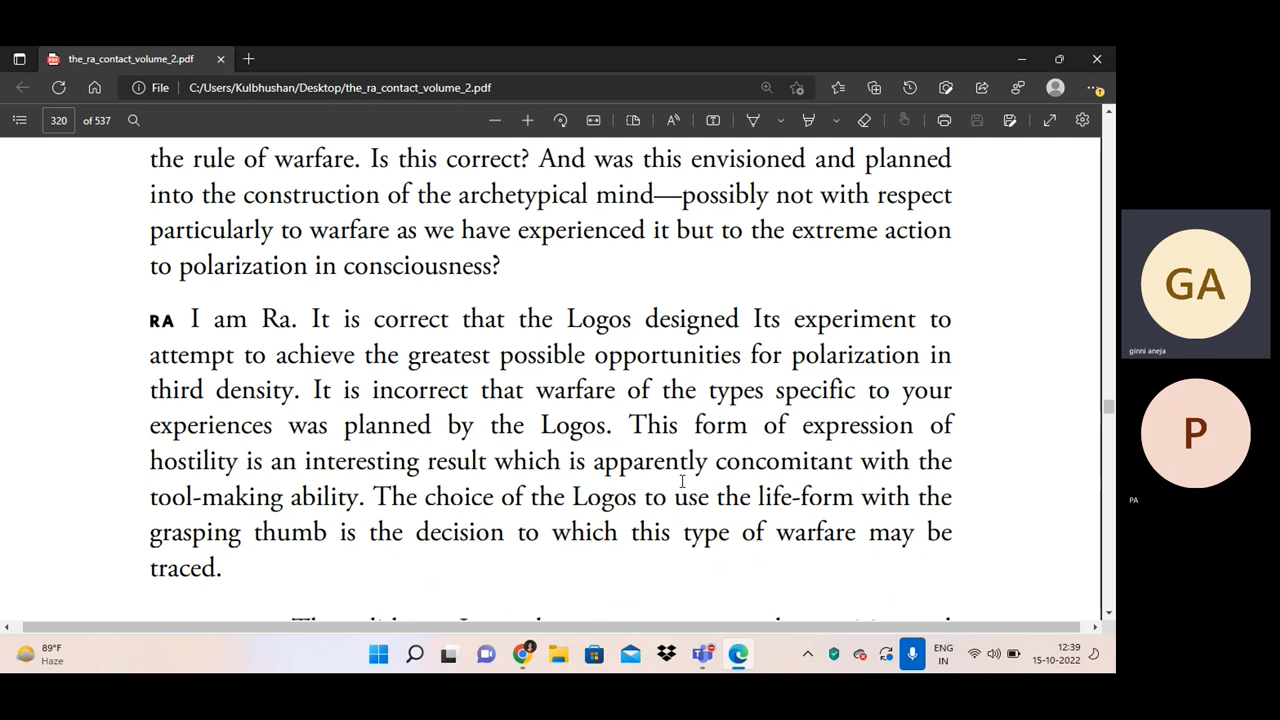 the_ra_contact_volume_2.pdf
File C:/Users/Kulbhushan/Desktop/the_ra_contact_volume_2.pdf
320 of 537
the rule of warfare. Is this correct? And was this envisioned and planned
into the construction of the archetypical mind—possibly not with respect
particularly to warfare as we have experienced it but to the extreme action
to polarization in consciousness?
RA I am Ra. It is correct that the Logos designed Its experiment to
attempt to achieve the greatest possible opportunities for polarization in
third density. It is incorrect that warfare of the types specific to your
experiences was planned by the Logos. This form of expression of
hostility is an interesting result which is apparently concomitant with the
tool-making ability. The choice of the Logos to use the life-form with the
grasping thumb is the decision to which this type of warfare may be
traced.
GA
ginni aneja
P
PA
89°F
Haze
ENG
IN
12:39
15-10-2022